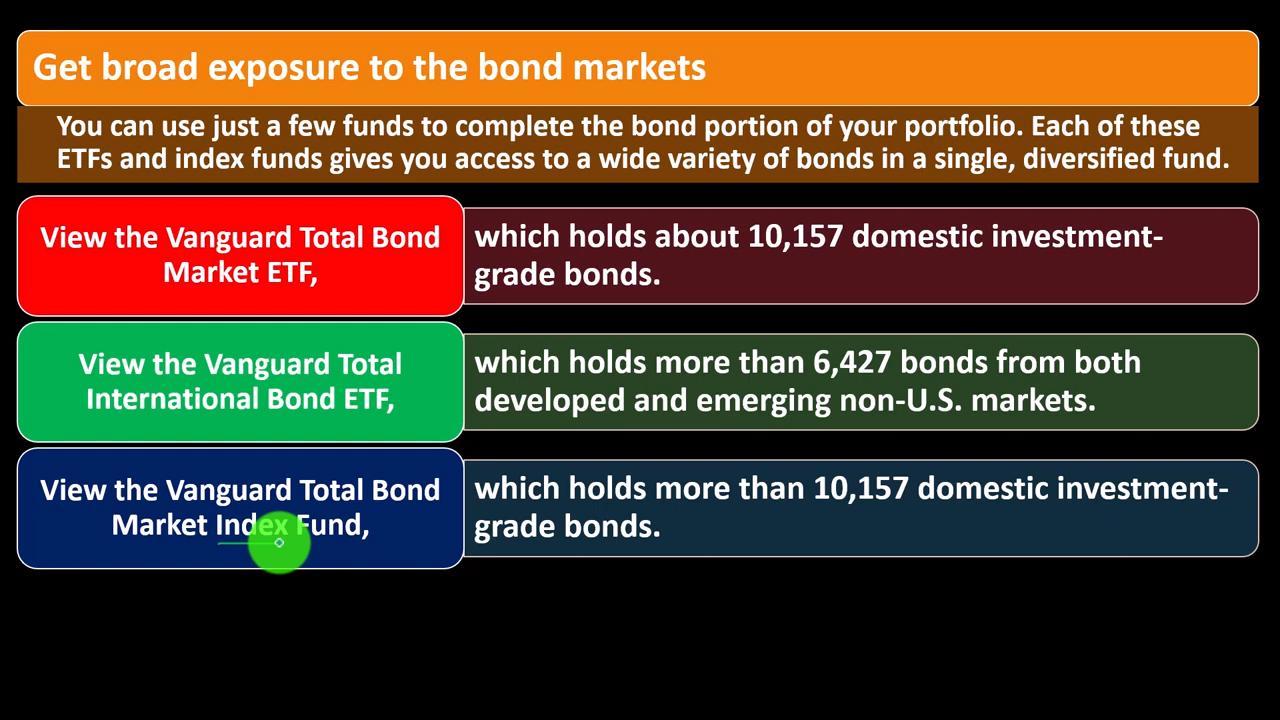 Get broad exposure to the bond markets
You can use just a few funds to complete the bond portion of your portfolio. Each of these
ETFs and index funds gives you access to a wide variety of bonds in a single, diversified fund.
View the Vanguard Total Bond
Market ETF,
which holds about 10,157 domestic investment-
grade bonds.
View the Vanguard Total
International Bond ETF,
which holds more than 6,427 bonds from both
developed and emerging non-U.S. markets.
View the Vanguard Total Bond
Market Index Fund,
which holds more than 10,157 domestic investment-
grade bonds.